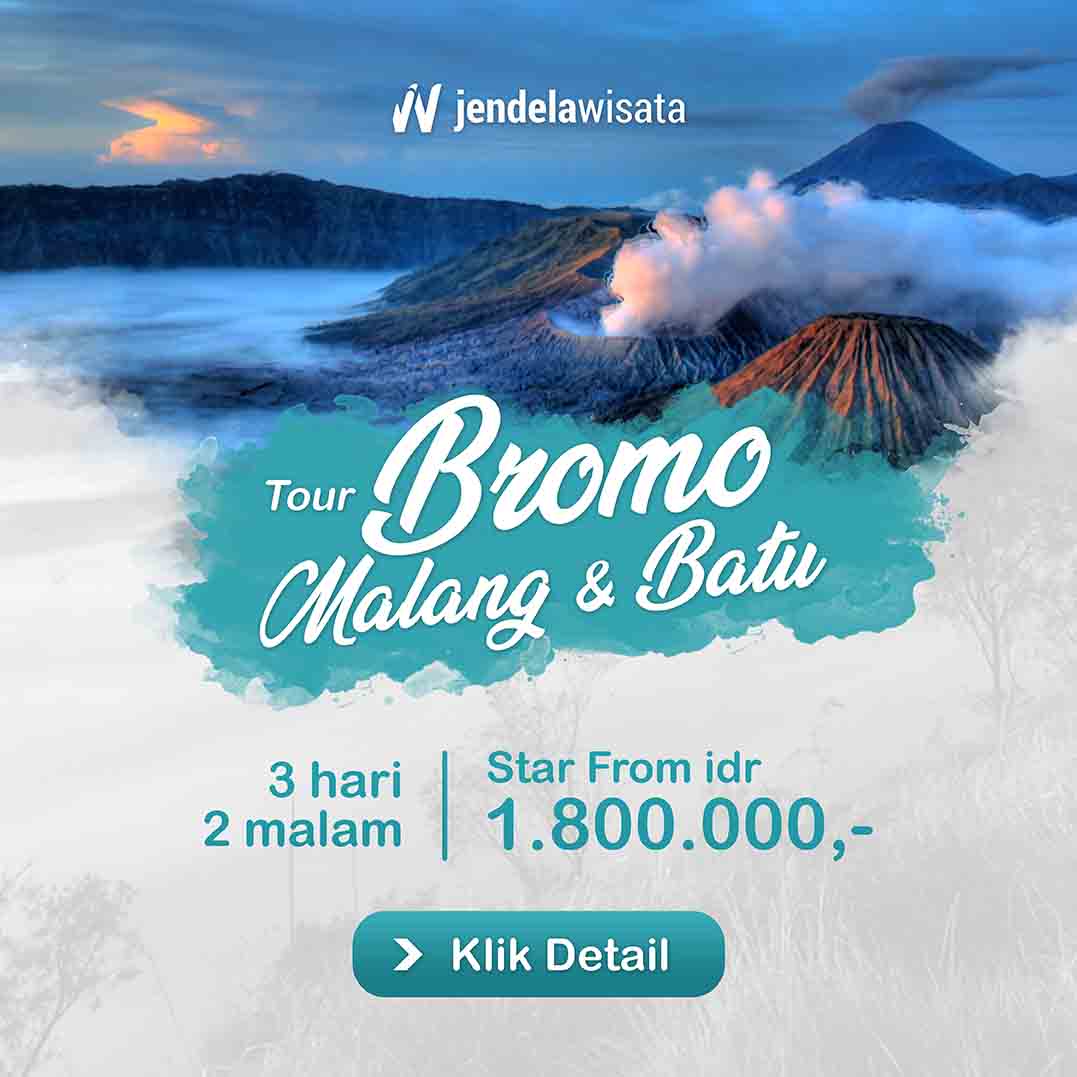 jendelawisata
Tour Bromo
Malang & Batu
3 hari
2 malam
Star From idr
1.800.000,-
Klik Detail